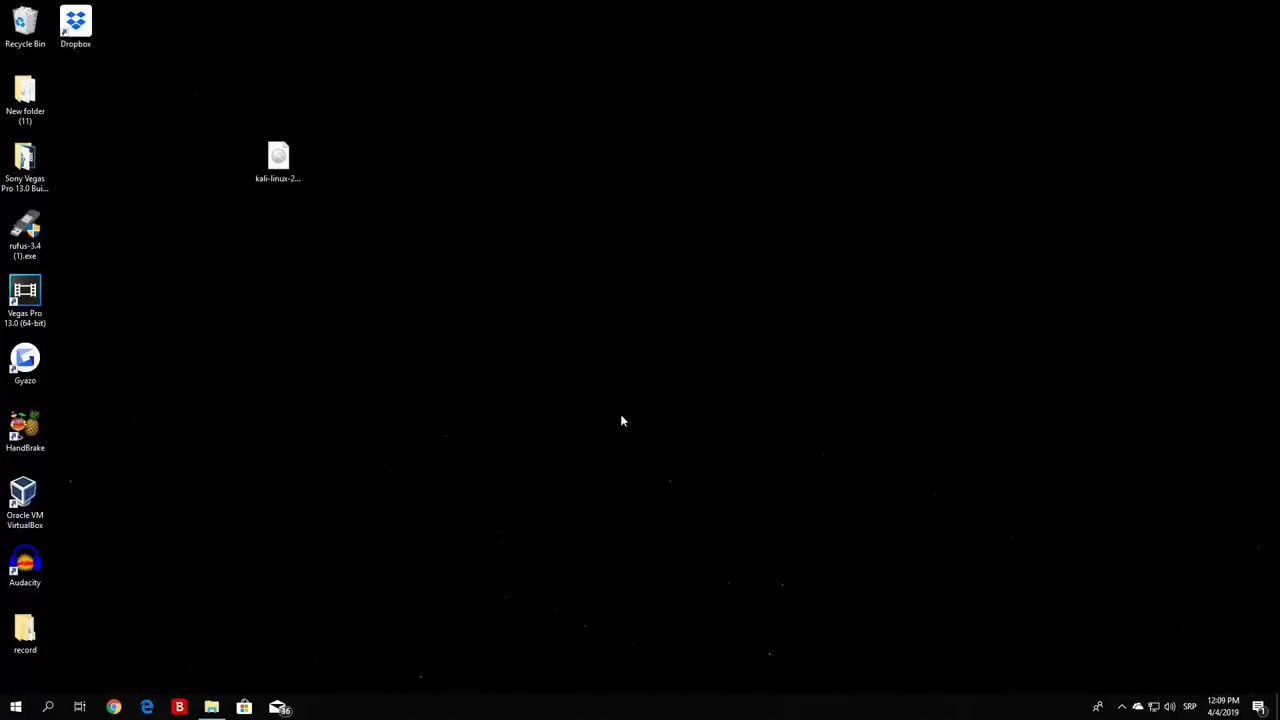 Recycle Bin
Dropbox
New folder
(11)
kali-linux-2...
Sony Vegas
Pro 13.0 Bui...
rufus-3.4
(1).exe
Vegas Pro
13.0 (64-bit)
Gyazo
HandBrake
Oracle VM
VirtualBox
Audacity
record
B
36
SRP
12:09 PM
4/4/2019
1